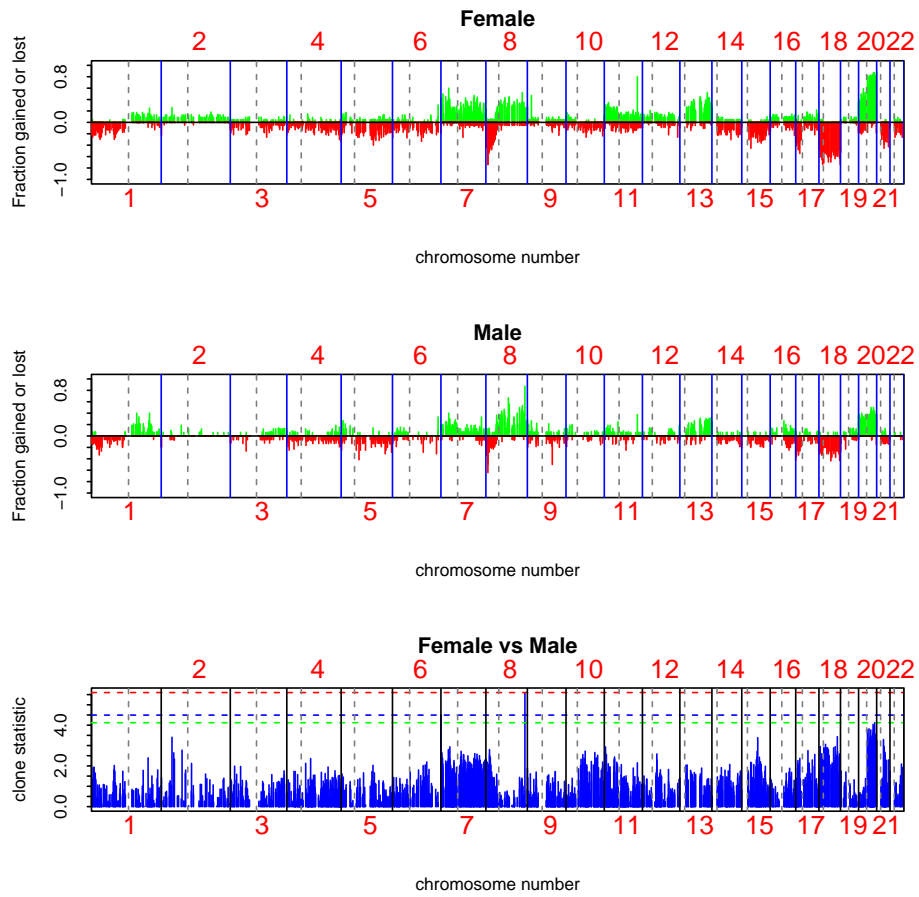 Female
2 4 6 8 10 12 14 16 18 20 22
Fraction gained or lost
0.8
0.0
−1.0
1 3 5 7 9 11 13 15 17 19 21
chromosome number
Male
2 4 6 8 10 12 14 16 18 20 22
Fraction gained or lost
0.8
0.0
−1.0
1 3 5 7 9 11 13 15 17 19 21
chromosome number
Female vs Male
2 4 6 8 10 12 14 16 18 20 22
clone statistic
4.0
2.0
0.0
1 3 5 7 9 11 13 15 17 19 21
chromosome number